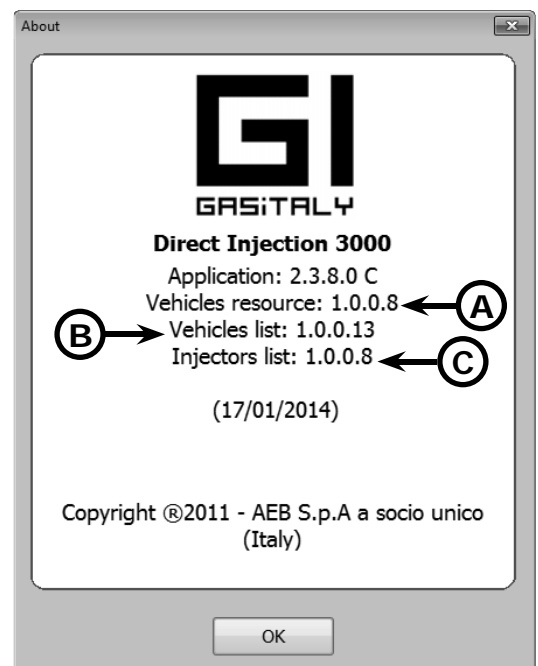 About
GI
GASiTALY
Direct Injection 3000
Application: 2.3.8.0 C
Vehicles resource: 1.0.0.8
A
B
Vehicles list: 1.0.0.13
Injectors list: 1.0.0.8
C
(17/01/2014)
Copyright ®2011 - AEB S.p.A a socio unico
(Italy)
OK